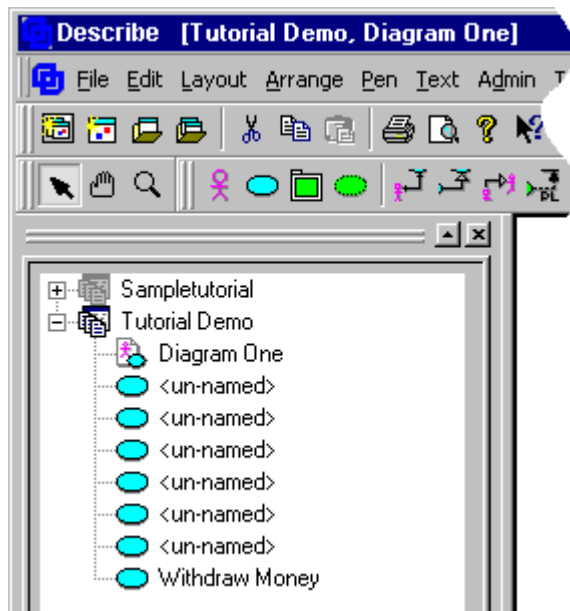 Describe [Tutorial Demo, Diagram One]
File Edit Layout Arrange Pen Text Admin T
DL
Sampletutorial
Tutorial Demo
Diagram One
<un-named>
<un-named>
<un-named>
<un-named>
<un-named>
<un-named>
Withdraw Money